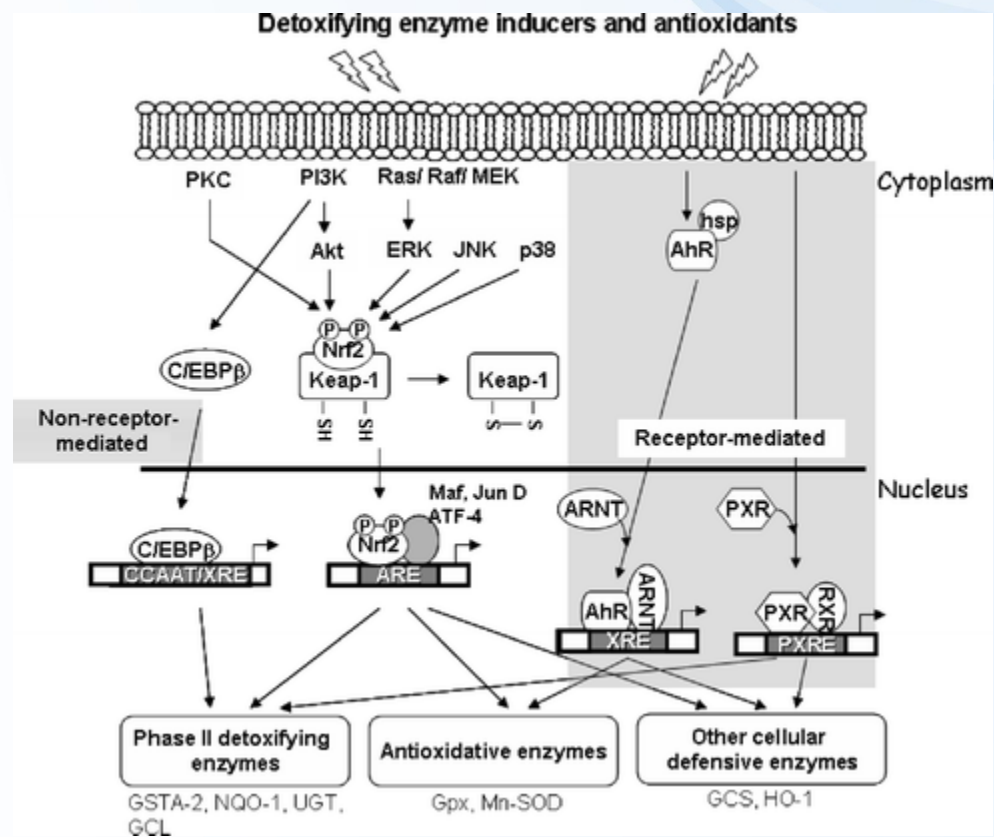 Detoxifying enzyme inducers and antioxidants
Cytoplasm
PKC PI3K Ras/ Raf/ MEK
hsp
AhR
Akt ERK JNK p38
P P
Nrf2
C/EBPβ
Keap-1 Keap-1
SH SH S S
Non-receptor-
mediated
Receptor-mediated
Nucleus
Maf, Jun D
ATF-4
ARNT PXR
P P
Nrf2
C/EBPβ
CCAAT/XRE ARE
AhR ARNT PXR RXR
XRE PXRE
Phase II detoxifying
enzymes
Antioxidative enzymes
Other cellular
defensive enzymes
GSTA-2, NQO-1, UGT,
GCL
Gpx, Mn-SOD
GCS, HO-1